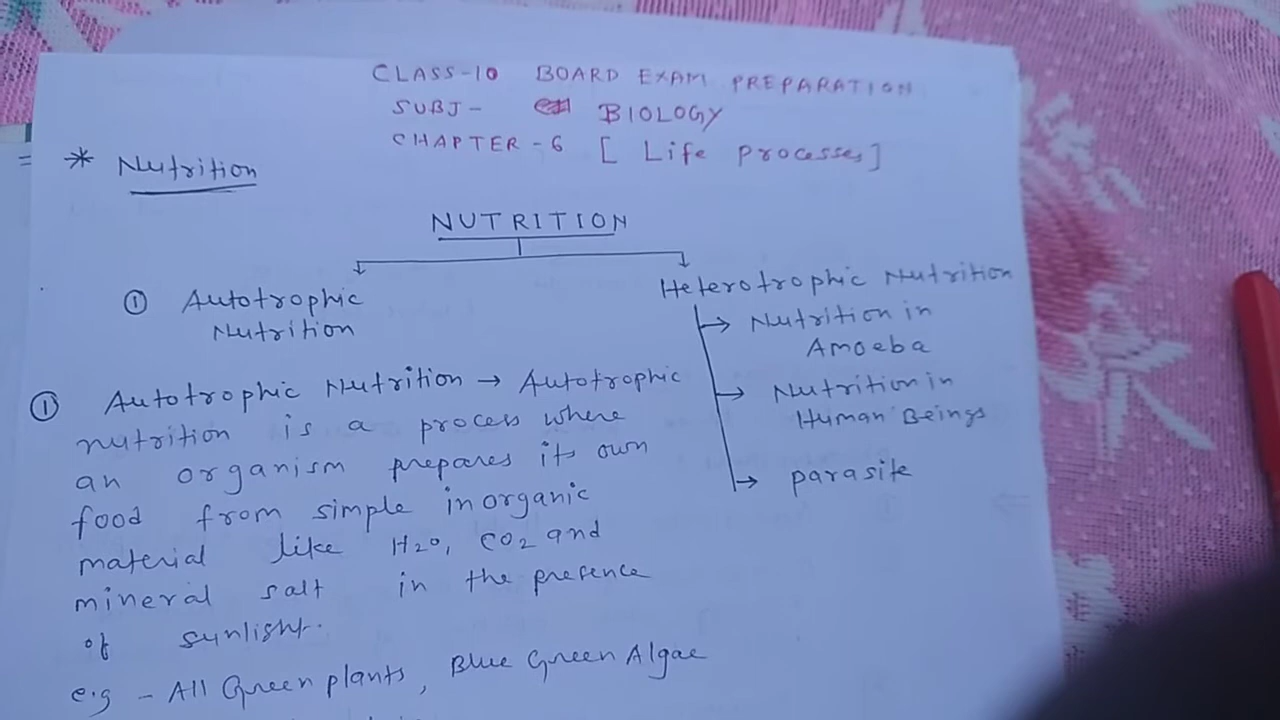 CLASS-10 BOARD EXAM PREPARATION
SUBJ- BIOLOGY
CHAPTER-6 [Life processes]
* Nutrition
NUTRITION
① Autotrophic
Nutrition
Heterotrophic Nutrition
→ Nutrition in
Amoeba
→ Nutrition in
Human Beings
→ parasite
① Autotrophic Nutrition → Autotrophic
nutrition is a process where
an organism prepares its own
food from simple inorganic
material like H2O, CO2 and
mineral salt in the presence
of sunlight.
e.g - All Green plants, Blue Green Algae